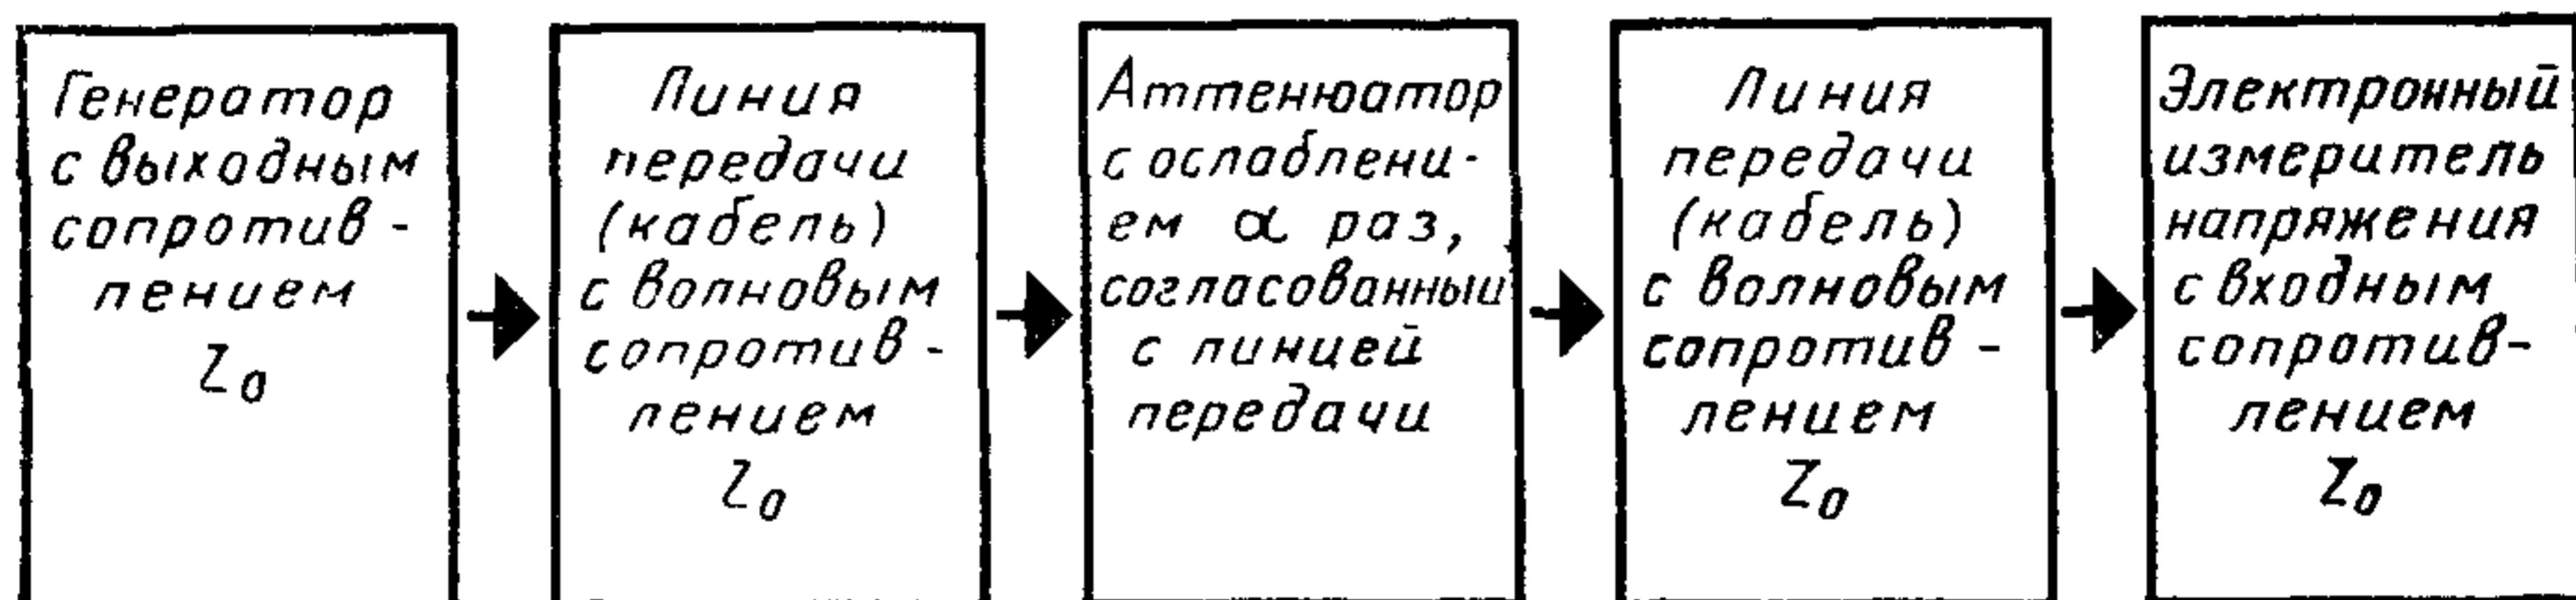 Генератор
с выходным
сопротив-
лением
Z0
Линия
передачи
(кабель)
с волновым
сопротив-
лением
Z0
Аттенюатор
с ослаблени-
ем α раз,
согласованный
с линией
передачи
Линия
передачи
(кабель)
с волновым
сопротив-
лением
Z0
Электронный
измеритель
напряжения
с входным
сопротив-
лением
Z0